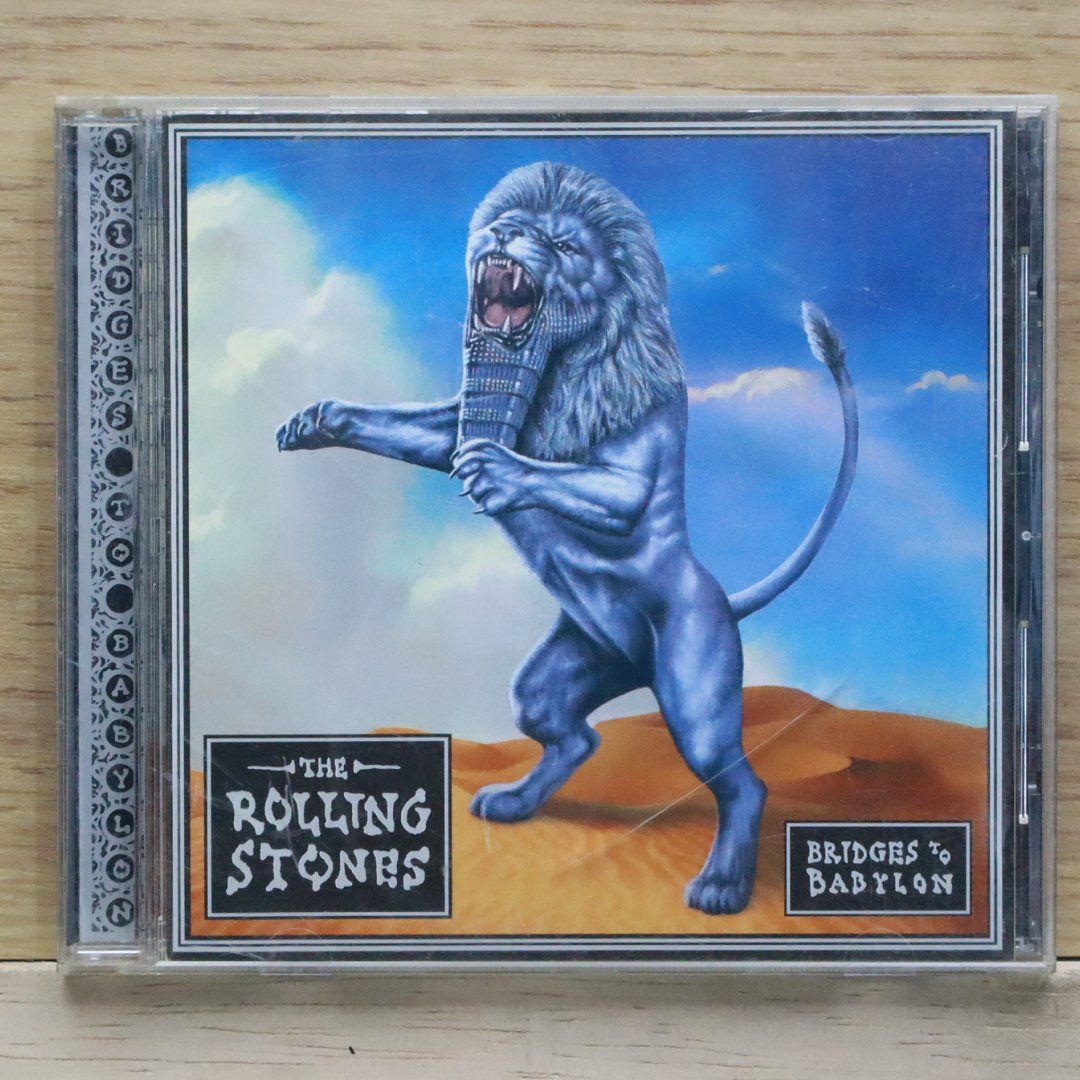 BRIDGES TO BABYLON
THE
ROLLING
STONES
BRIDGES TO
BABYLON